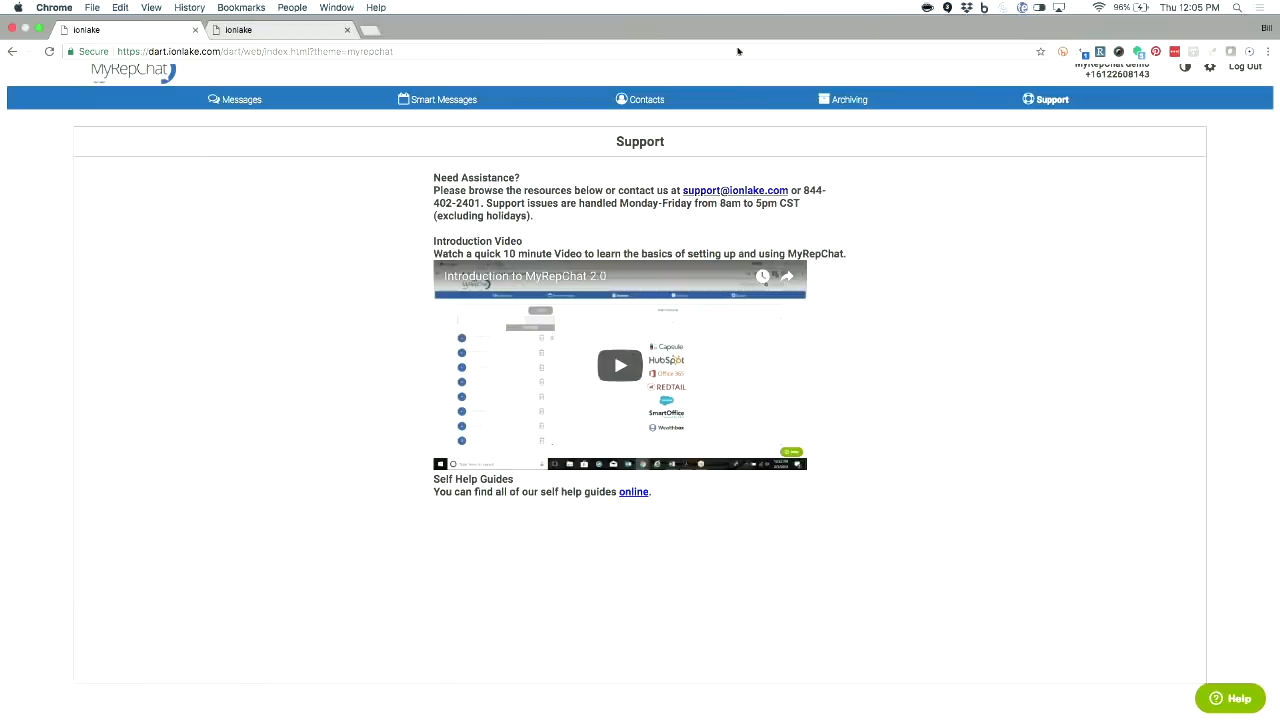 Chrome File Edit View History Bookmarks People Window Help
96% Thu 12:05 PM
ionlake
ionlake
Bill
Secure https://dart.ionlake.com/dart/web/index.html?theme=myrepchat
MyRepChat
MyRepChat demo
+16122608143
Log Out
Messages
Smart Messages
Contacts
Archiving
Support
Support
Need Assistance?
Please browse the resources below or contact us at support@ionlake.com or 844-
402-2401. Support issues are handled Monday-Friday from 8am to 5pm CST
(excluding holidays).
Introduction Video
Watch a quick 10 minute Video to learn the basics of setting up and using MyRepChat.
Introduction to MyRepChat 2.0
Capsule
HubSpot
Office 365
REDTAIL
SmartOffice
Wealthbox
Self Help Guides
You can find all of our self help guides online.
Help